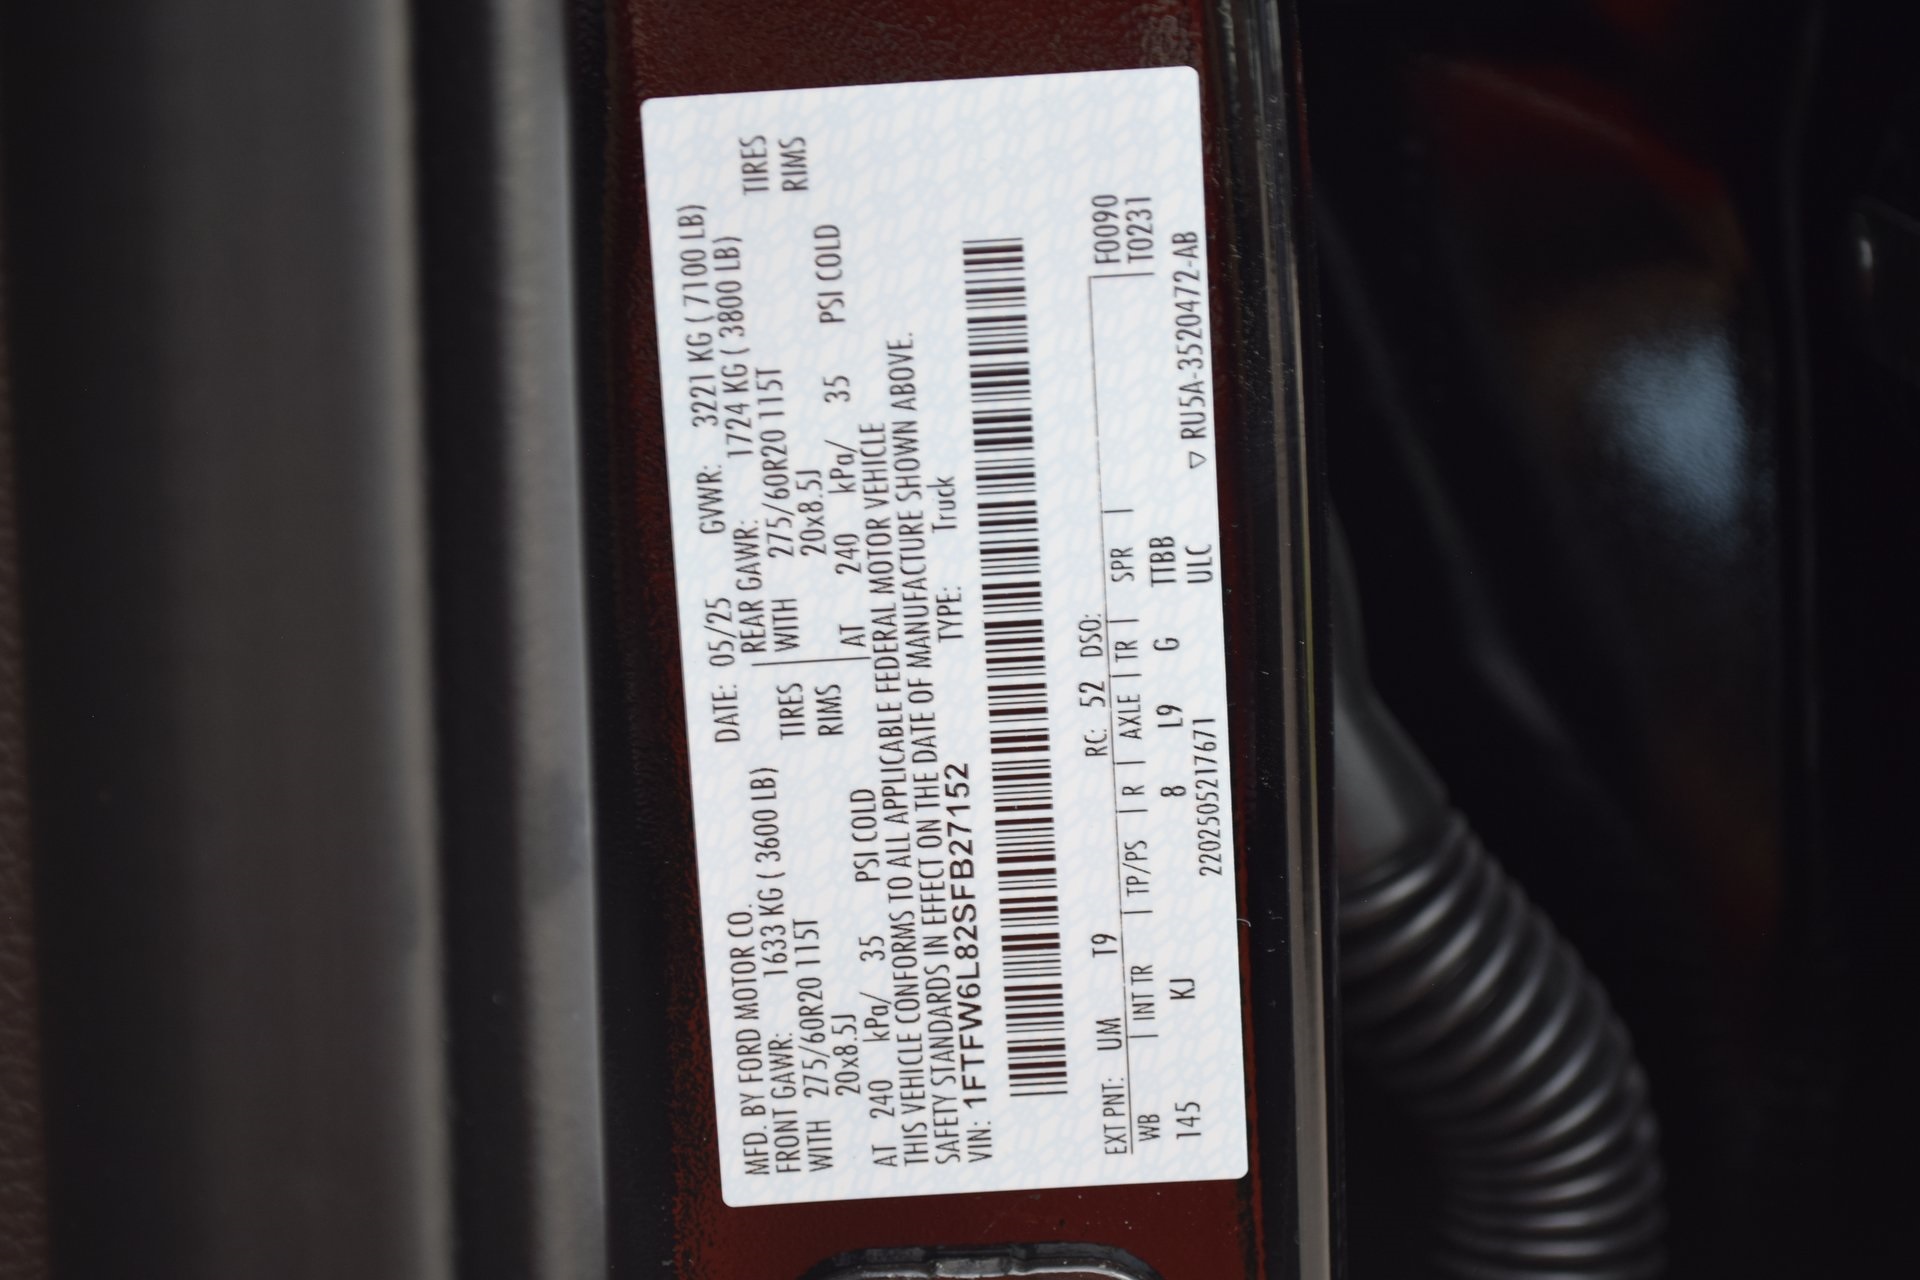 MFD. BY FORD MOTOR CO. DATE: 05/25 GVWR: 3221 KG ( 7100 LB)
FRONT GAWR: 1633 KG ( 3600 LB) REAR GAWR: 1724 KG ( 3800 LB)
WITH 275/60R20 115T TIRES WITH 275/60R20 115T TIRES
20x8.5J RIMS 20x8.5J RIMS
AT 240 kPa/ 35 PSI COLD AT 240 kPa/ 35 PSI COLD
THIS VEHICLE CONFORMS TO ALL APPLICABLE FEDERAL MOTOR VEHICLE
SAFETY STANDARDS IN EFFECT ON THE DATE OF MANUFACTURE SHOWN ABOVE.
VIN: 1FTFW6L82SFB27152 TYPE: Truck
EXT PNT: UM T9 RC: 52 DSO: F0090
WB | INT TR | TP/PS | R | AXLE | TR | SPR | T0231
145 KJ 8 L9 G TTBB
2202505217671 ULC ▽ RU5A-3520472-AB